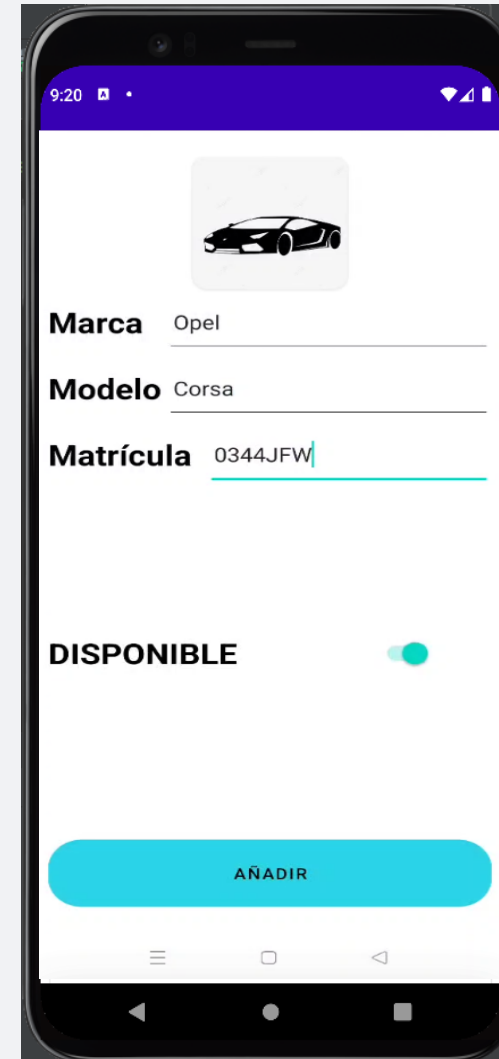 9:20 A
Marca Opel
Modelo Corsa
Matrícula 0344JFW
DISPONIBLE
AÑADIR